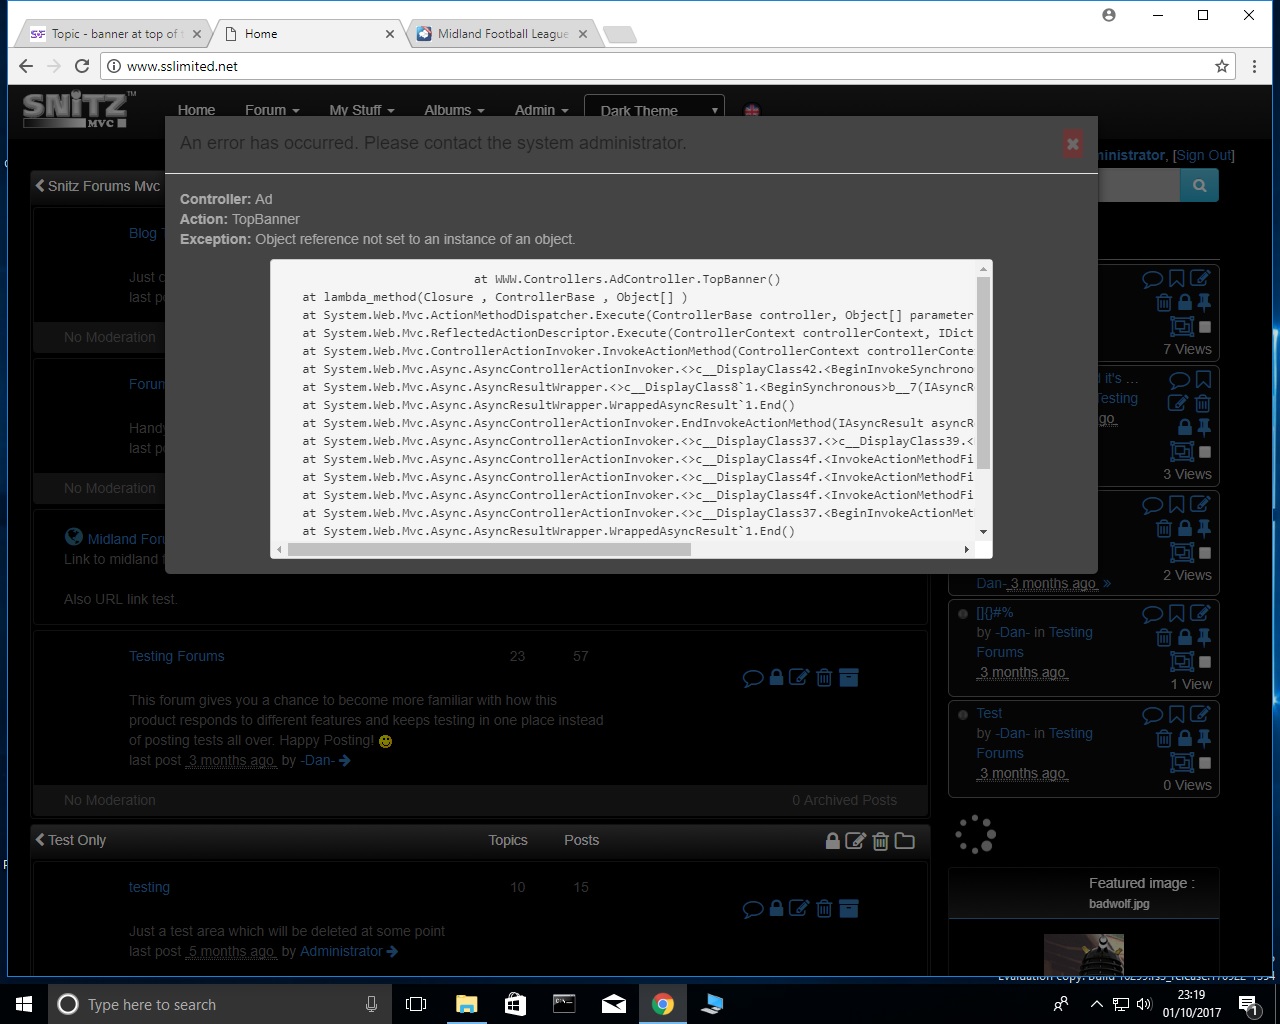 Topic - banner at top of t
Home
Midland Football League
www.sslimited.net
SNiTZ™
MVC
Home Forum My Stuff Albums Admin Dark Theme
An error has occurred. Please contact the system administrator.
ministrator, [Sign Out]
Snitz Forums Mvc
Controller: Ad
Action: TopBanner
Exception: Object reference not set to an instance of an object.
at WWW.Controllers.AdController.TopBanner()
at lambda_method(Closure , ControllerBase , Object[] )
at System.Web.Mvc.ActionMethodDispatcher.Execute(ControllerBase controller, Object[] parameter
at System.Web.Mvc.ReflectedActionDescriptor.Execute(ControllerContext controllerContext, IDict
at System.Web.Mvc.ControllerActionInvoker.InvokeActionMethod(ControllerContext controllerConte
at System.Web.Mvc.Async.AsyncControllerActionInvoker.<>c__DisplayClass42.<BeginInvokeSynchrono
at System.Web.Mvc.Async.AsyncResultWrapper.<>c__DisplayClass8`1.<BeginSynchronous>b__7(IAsyncR
at System.Web.Mvc.Async.AsyncResultWrapper.WrappedAsyncResult`1.End()
at System.Web.Mvc.Async.AsyncControllerActionInvoker.EndInvokeActionMethod(IAsyncResult asyncR
at System.Web.Mvc.Async.AsyncControllerActionInvoker.<>c__DisplayClass37.<>c__DisplayClass39.<
at System.Web.Mvc.Async.AsyncControllerActionInvoker.<>c__DisplayClass4f.<InvokeActionMethodFi
at System.Web.Mvc.Async.AsyncControllerActionInvoker.<>c__DisplayClass4f.<InvokeActionMethodFi
at System.Web.Mvc.Async.AsyncControllerActionInvoker.<>c__DisplayClass4f.<InvokeActionMethodFi
at System.Web.Mvc.Async.AsyncControllerActionInvoker.<>c__DisplayClass37.<BeginInvokeActionMet
at System.Web.Mvc.Async.AsyncResultWrapper.WrappedAsyncResult`1.End()
Blog
Just
last p
No Moderation
Forun
Hand
last p
No Moderation
Midland Forı
Link to midland
Also URL link test.
Testing Forums 23 57
This forum gives you a chance to become more familiar with how this
product responds to different features and keeps testing in one place instead
of posting tests all over. Happy Posting!
last post 3 months ago by -Dan-
No Moderation 0 Archived Posts
Test Only Topics Posts
testing 10 15
Just a test area which will be deleted at some point
last post 5 months ago by Administrator
7 Views
it's ...
Testing
go
3 Views
2 Views
Dan- 3 months ago »
[]{}#%
by -Dan- in Testing
Forums
3 months ago
1 View
Test
by -Dan- in Testing
Forums
3 months ago
0 Views
Featured image :
badwolf.jpg
Type here to search
23:19
01/10/2017
1